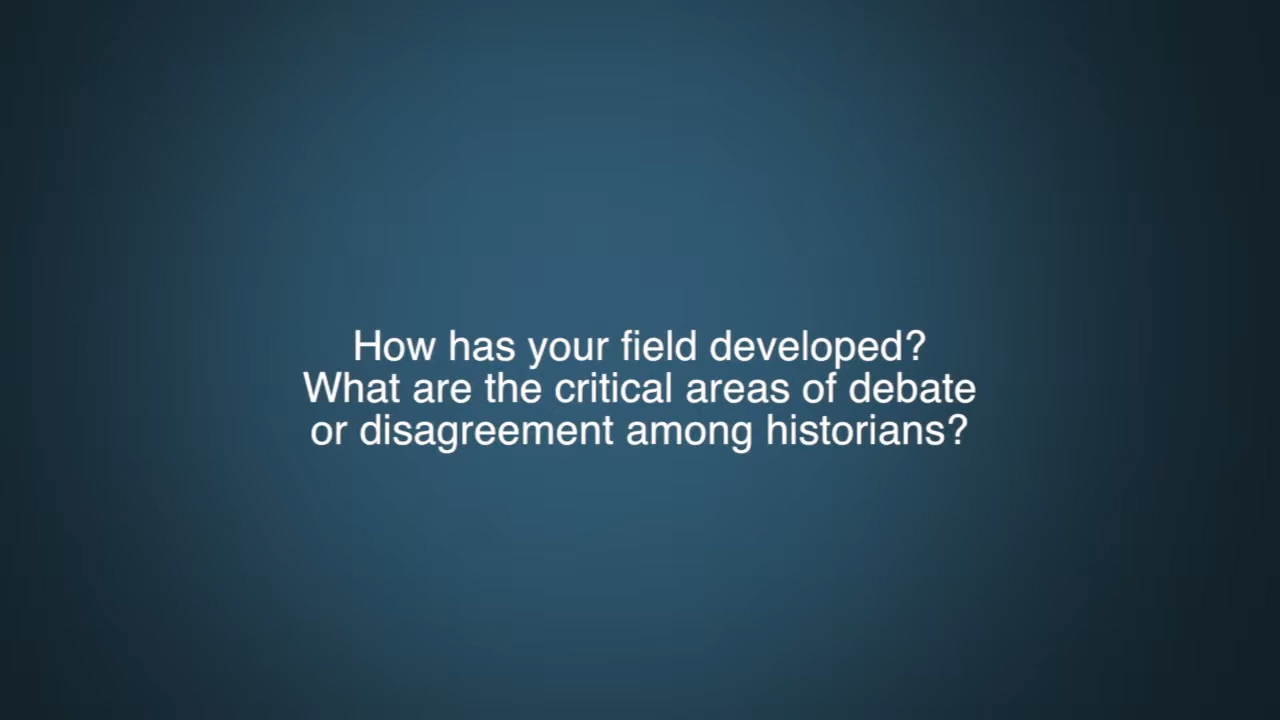 How has your field developed?
What are the critical areas of debate
or disagreement among historians?